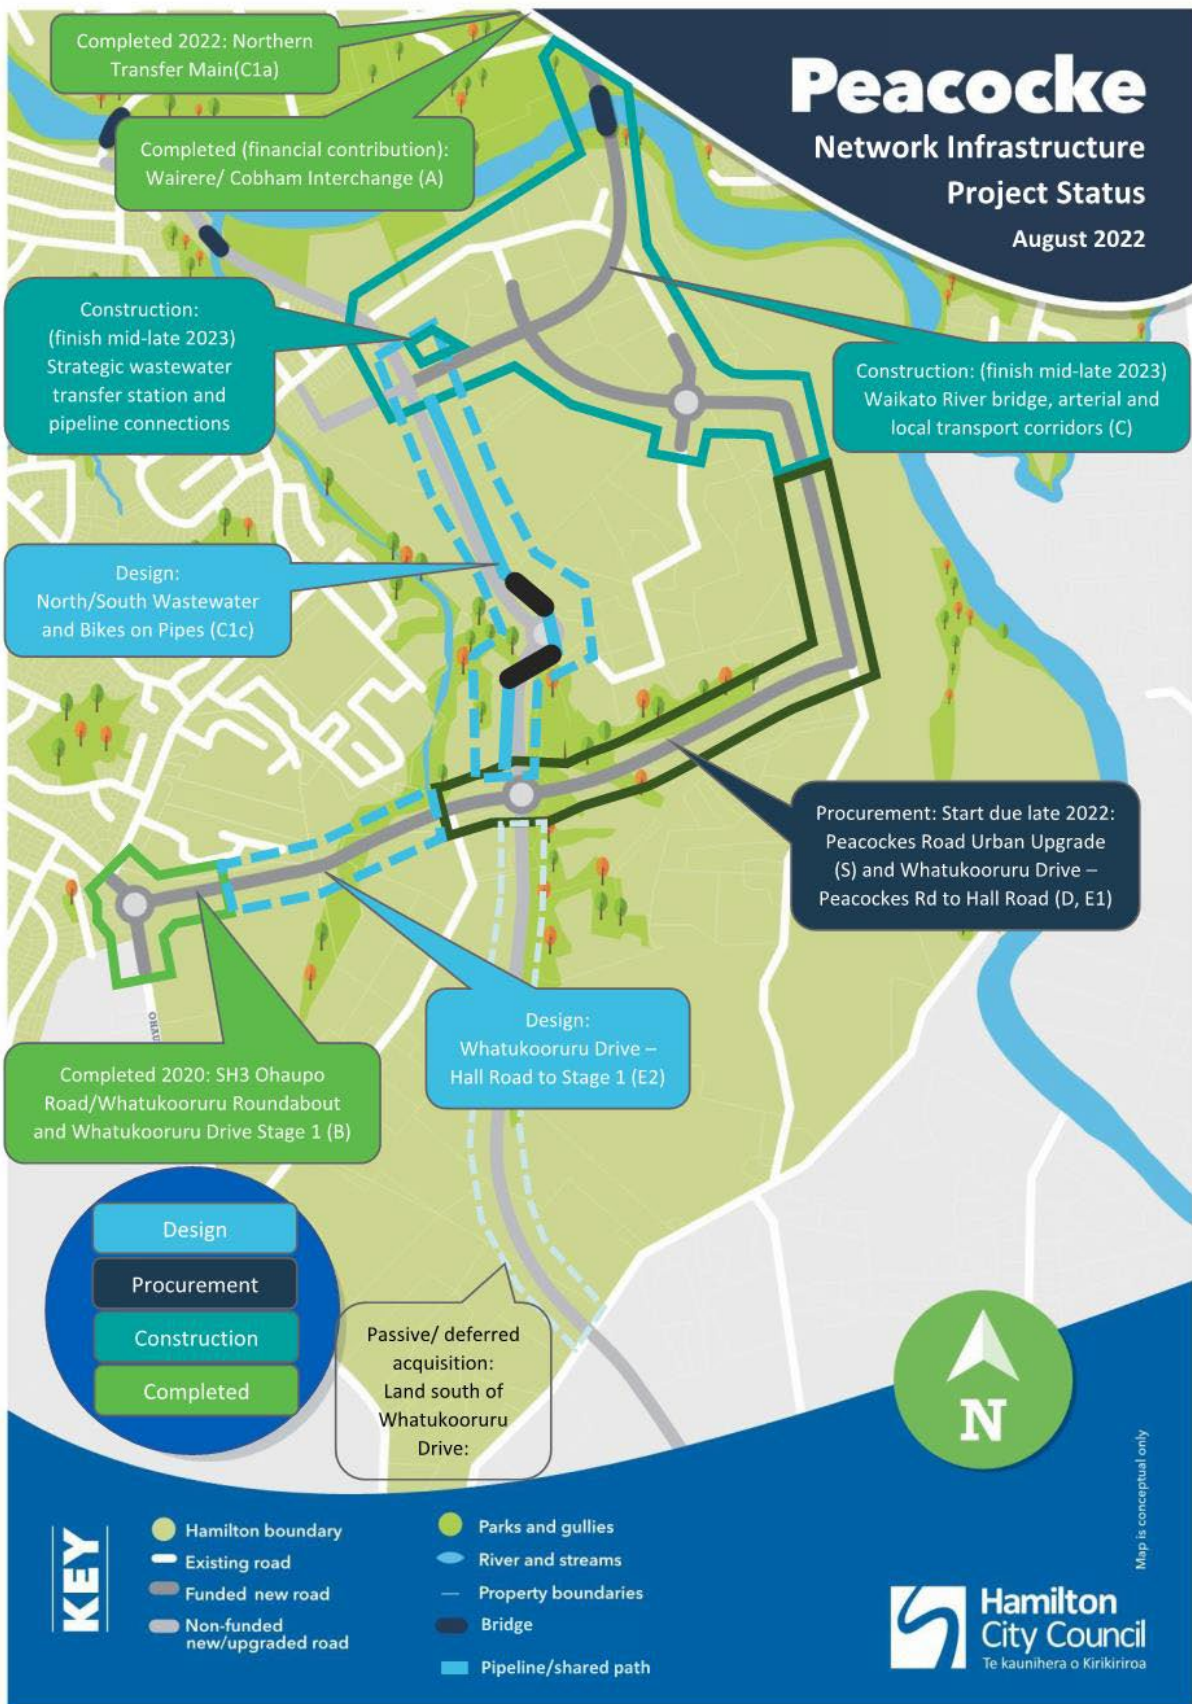 Completed 2022: Northern
Transfer Main(C1a)
Peacocke
Network Infrastructure
Project Status
August 2022
Completed (financial contribution):
Wairere/ Cobham Interchange (A)
Construction:
(finish mid-late 2023)
Strategic wastewater
transfer station and
pipeline connections
Construction: (finish mid-late 2023)
Waikato River bridge, arterial and
local transport corridors (C)
Design:
North/South Wastewater
and Bikes on Pipes (C1c)
Procurement: Start due late 2022:
Peacockes Road Urban Upgrade
(S) and Whatukooruru Drive –
Peacockes Rd to Hall Road (D, E1)
Design:
Whatukooruru Drive –
Hall Road to Stage 1 (E2)
OHAU
Completed 2020: SH3 Ohaupo
Road/Whatukooruru Roundabout
and Whatukooruru Drive Stage 1 (B)
Design
Procurement
Construction
Completed
Passive/ deferred
acquisition:
Land south of
Whatukooruru
Drive:
N
Map is conceptual only
KEY
Hamilton boundary
Existing road
Funded new road
Non-funded
new/upgraded road
Parks and gullies
River and streams
Property boundaries
Bridge
Pipeline/shared path
Hamilton
City Council
Te kaunihera o Kirikiriroa